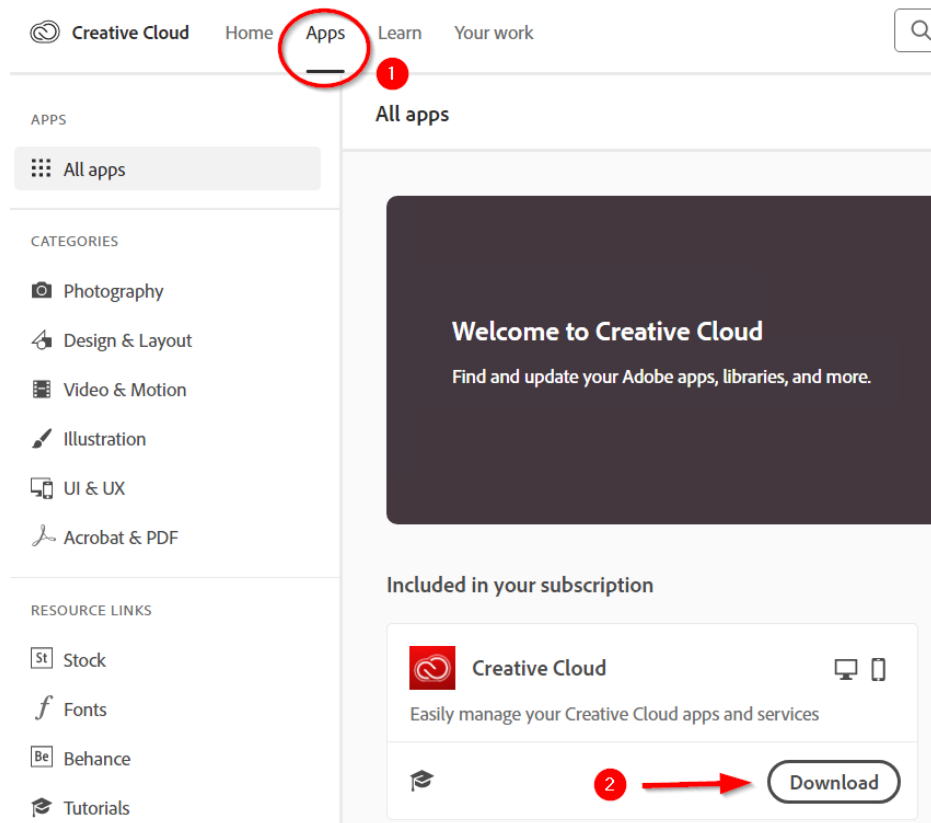 Creative Cloud Home Apps Learn Your work
1
APPS
All apps
All apps
CATEGORIES
Photography
Design & Layout
Video & Motion
Illustration
UI & UX
Acrobat & PDF
RESOURCE LINKS
St Stock
Fonts
Be Behance
Tutorials
Welcome to Creative Cloud
Find and update your Adobe apps, libraries, and more.
Included in your subscription
Creative Cloud
Easily manage your Creative Cloud apps and services
2 Download